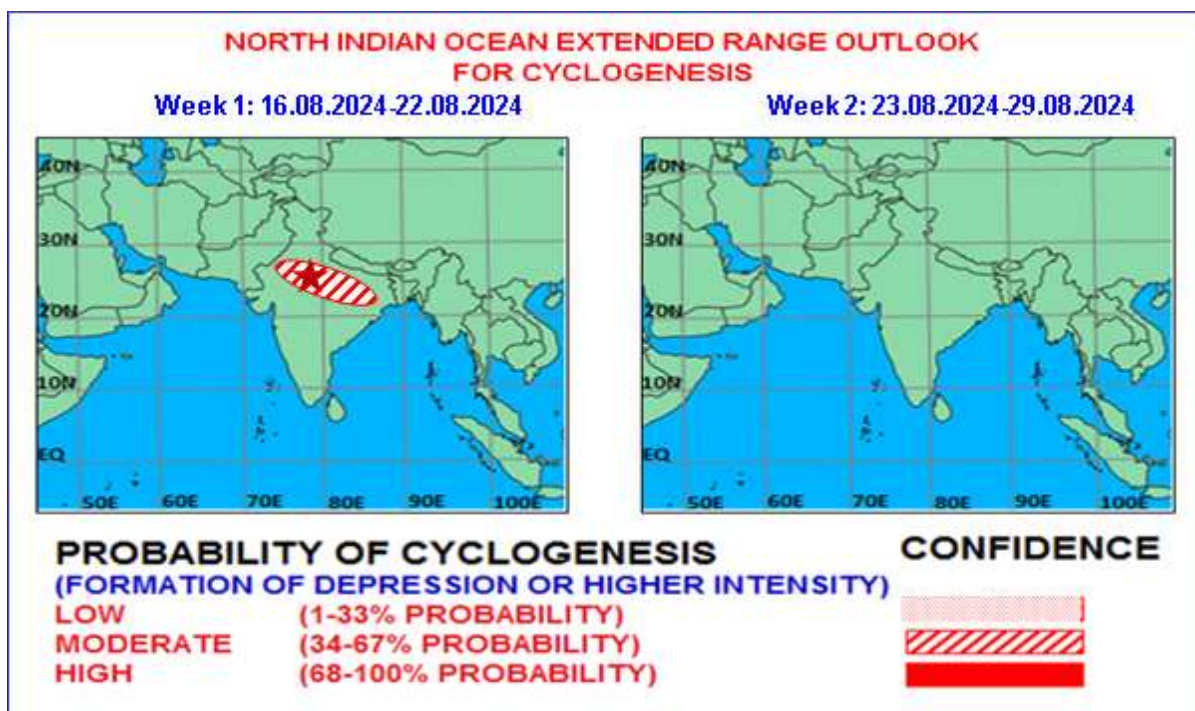 NORTH INDIAN OCEAN EXTENDED RANGE OUTLOOK
FOR CYCLOGENESIS
Week 1: 16.08.2024-22.08.2024
Week 2: 23.08.2024-29.08.2024
40N
30N
20N
10N
EQ
50E 60E 70E 80E 90E 100E
40N
30N
20N
10N
EQ
50E 60E 70E 80E 90E 100E
PROBABILITY OF CYCLOGENESIS
(FORMATION OF DEPRESSION OR HIGHER INTENSITY)
LOW (1-33% PROBABILITY)
MODERATE (34-67% PROBABILITY)
HIGH (68-100% PROBABILITY)
CONFIDENCE